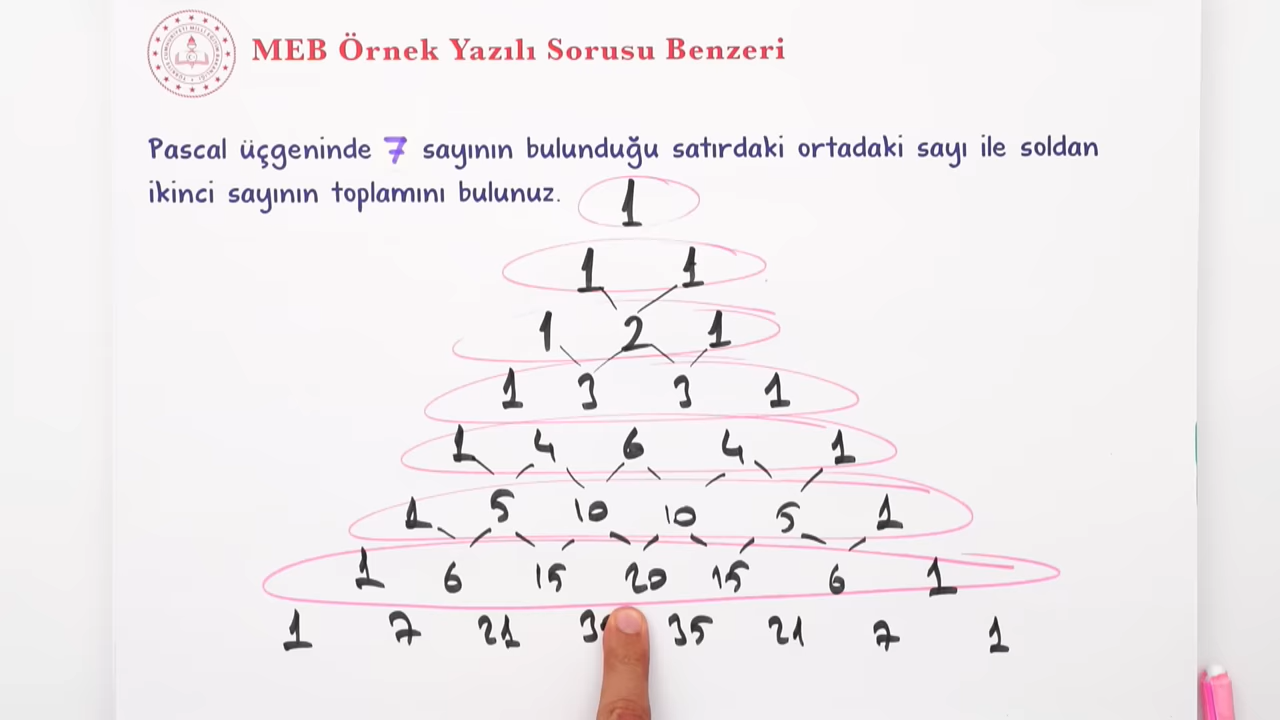 MEB Örnek Yazılı Sorusu Benzeri
Pascal üçgeninde 7 sayının bulunduğu satırdaki ortadaki sayı ile soldan
ikinci sayının toplamını bulunuz.
1
1 1
1 2 1
1 3 3 1
1 4 6 4 1
1 5 10 10 5 1
1 6 15 20 15 6 1
1 7 21 35 21 7 1